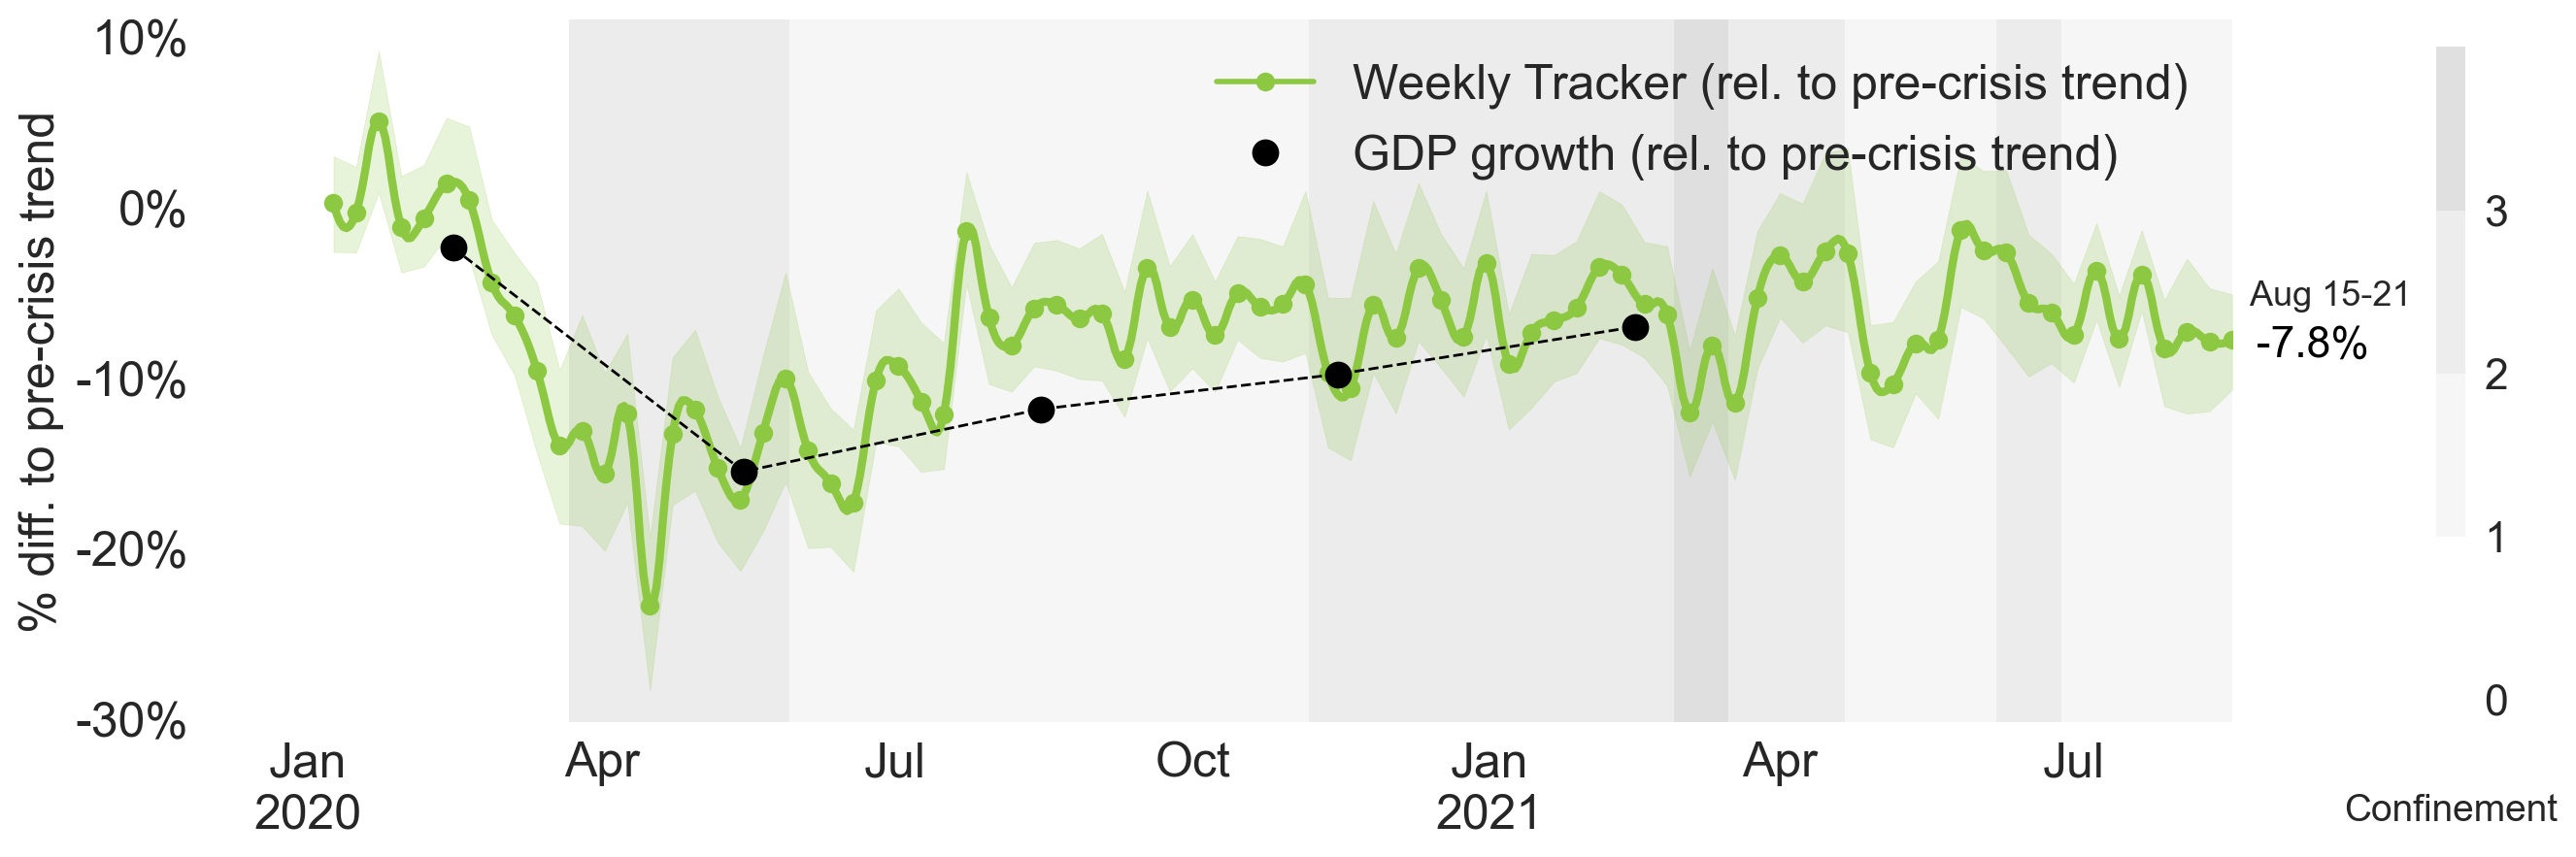 10%
0%
-10%
-20%
-30%
% diff. to pre-crisis trend
Weekly Tracker (rel. to pre-crisis trend)
GDP growth (rel. to pre-crisis trend)
Aug 15-21
-7.8%
3
2
1
0
Confinement
Jan
2020
Apr
Jul
Oct
Jan
2021
Apr
Jul